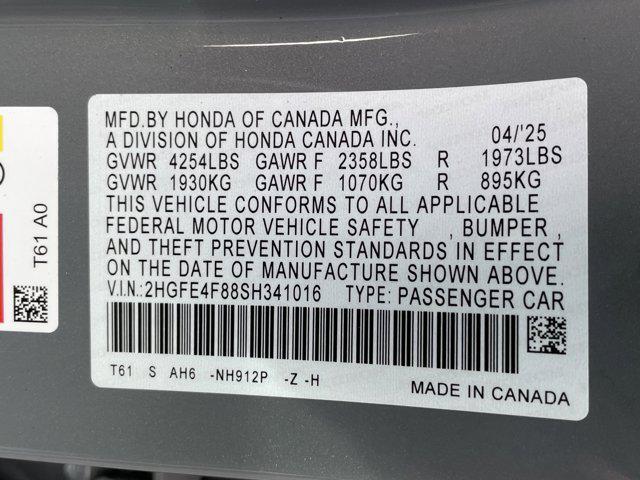 MFD.BY HONDA OF CANADA MFG.,
A DIVISION OF HONDA CANADA INC. 04/'25
GVWR 4254LBS GAWR F 2358LBS R 1973LBS
GVWR 1930KG GAWR F 1070KG R 895KG
THIS VEHICLE CONFORMS TO ALL APPLICABLE
FEDERAL MOTOR VEHICLE SAFETY , BUMPER ,
AND THEFT PREVENTION STANDARDS IN EFFECT
ON THE DATE OF MANUFACTURE SHOWN ABOVE.
V.I.N.:2HGFE4F88SH341016 TYPE: PASSENGER CAR
T61 S AH6 -NH912P -Z -H
MADE IN CANADA
T61 A0